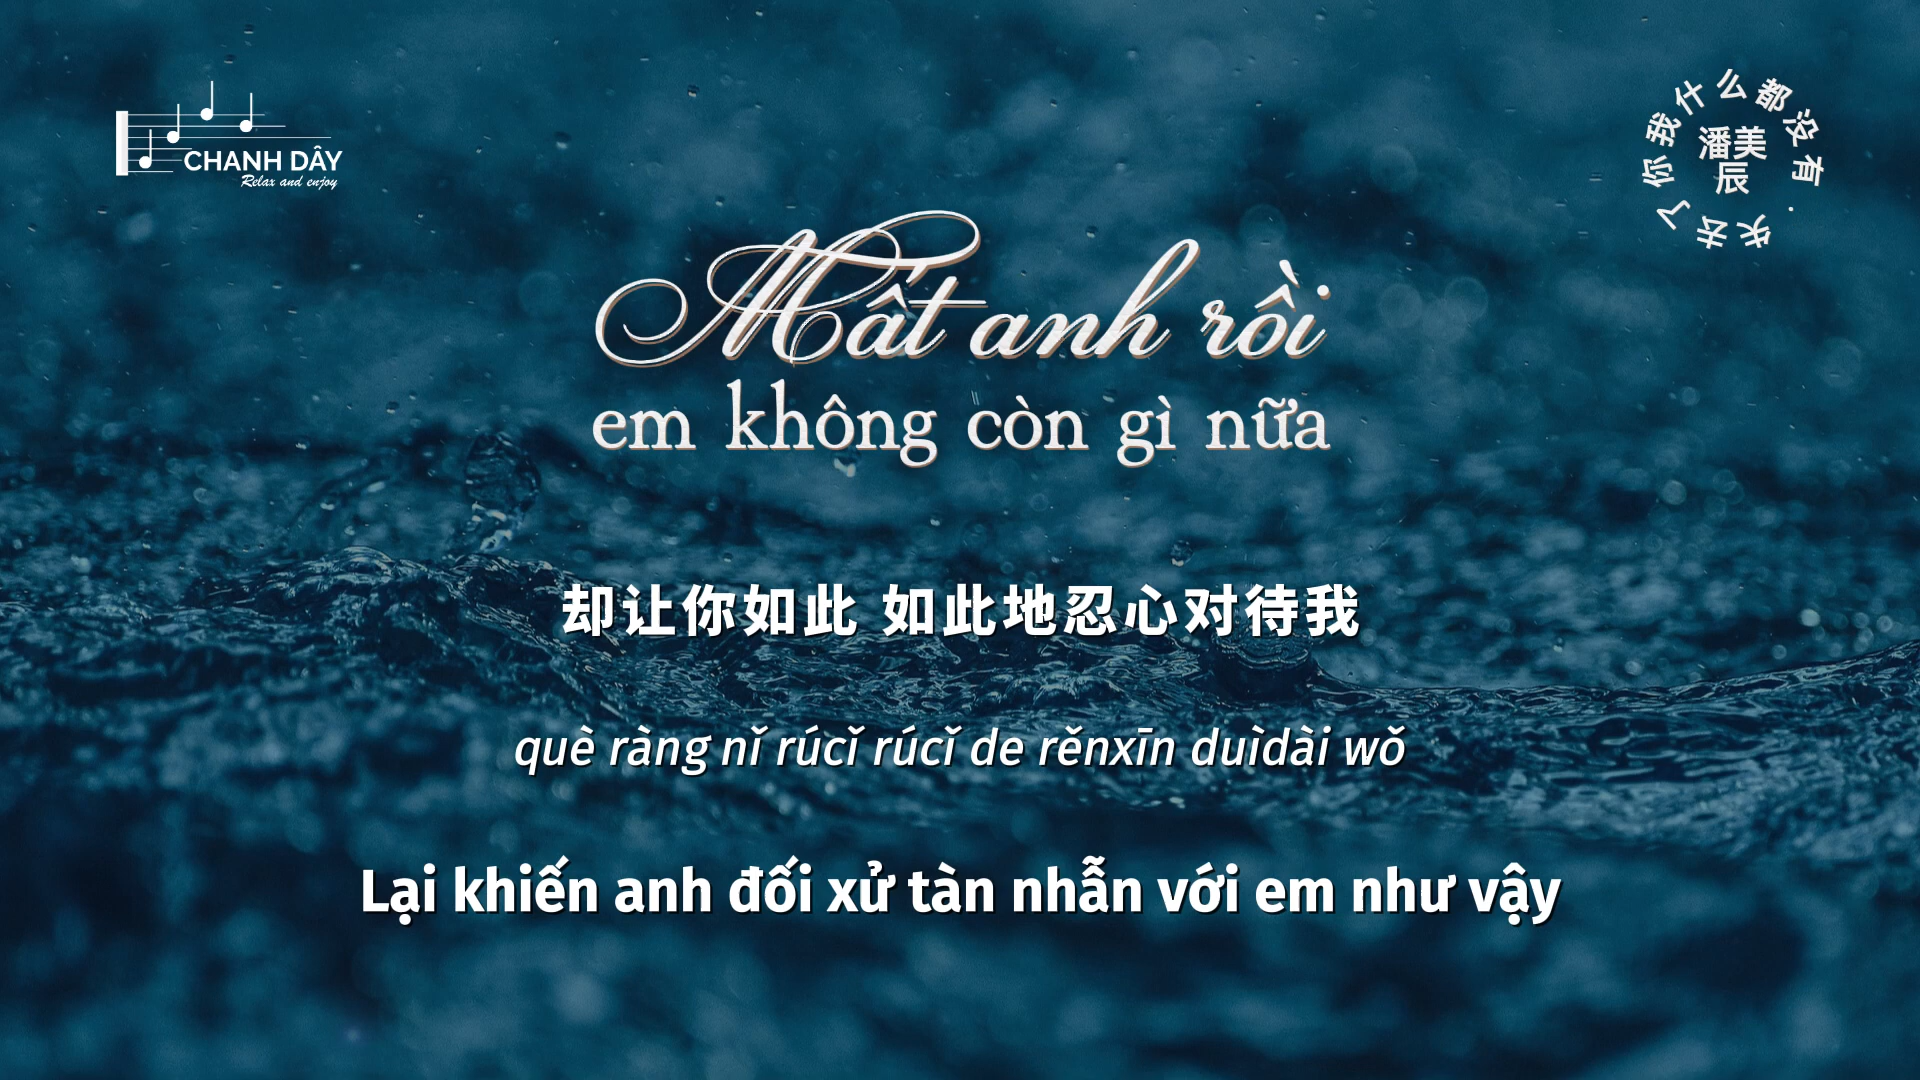 CHANH DÂY
Relax and enjoy
失去了你我什么都没有·
潘美
辰
Mất anh rồi
em không còn gì nữa
却让你如此 如此地忍心对待我
què ràng nǐ rúcǐ rúcǐ de rěnxīn duìdài wǒ
Lại khiến anh đối xử tàn nhẫn với em như vậy